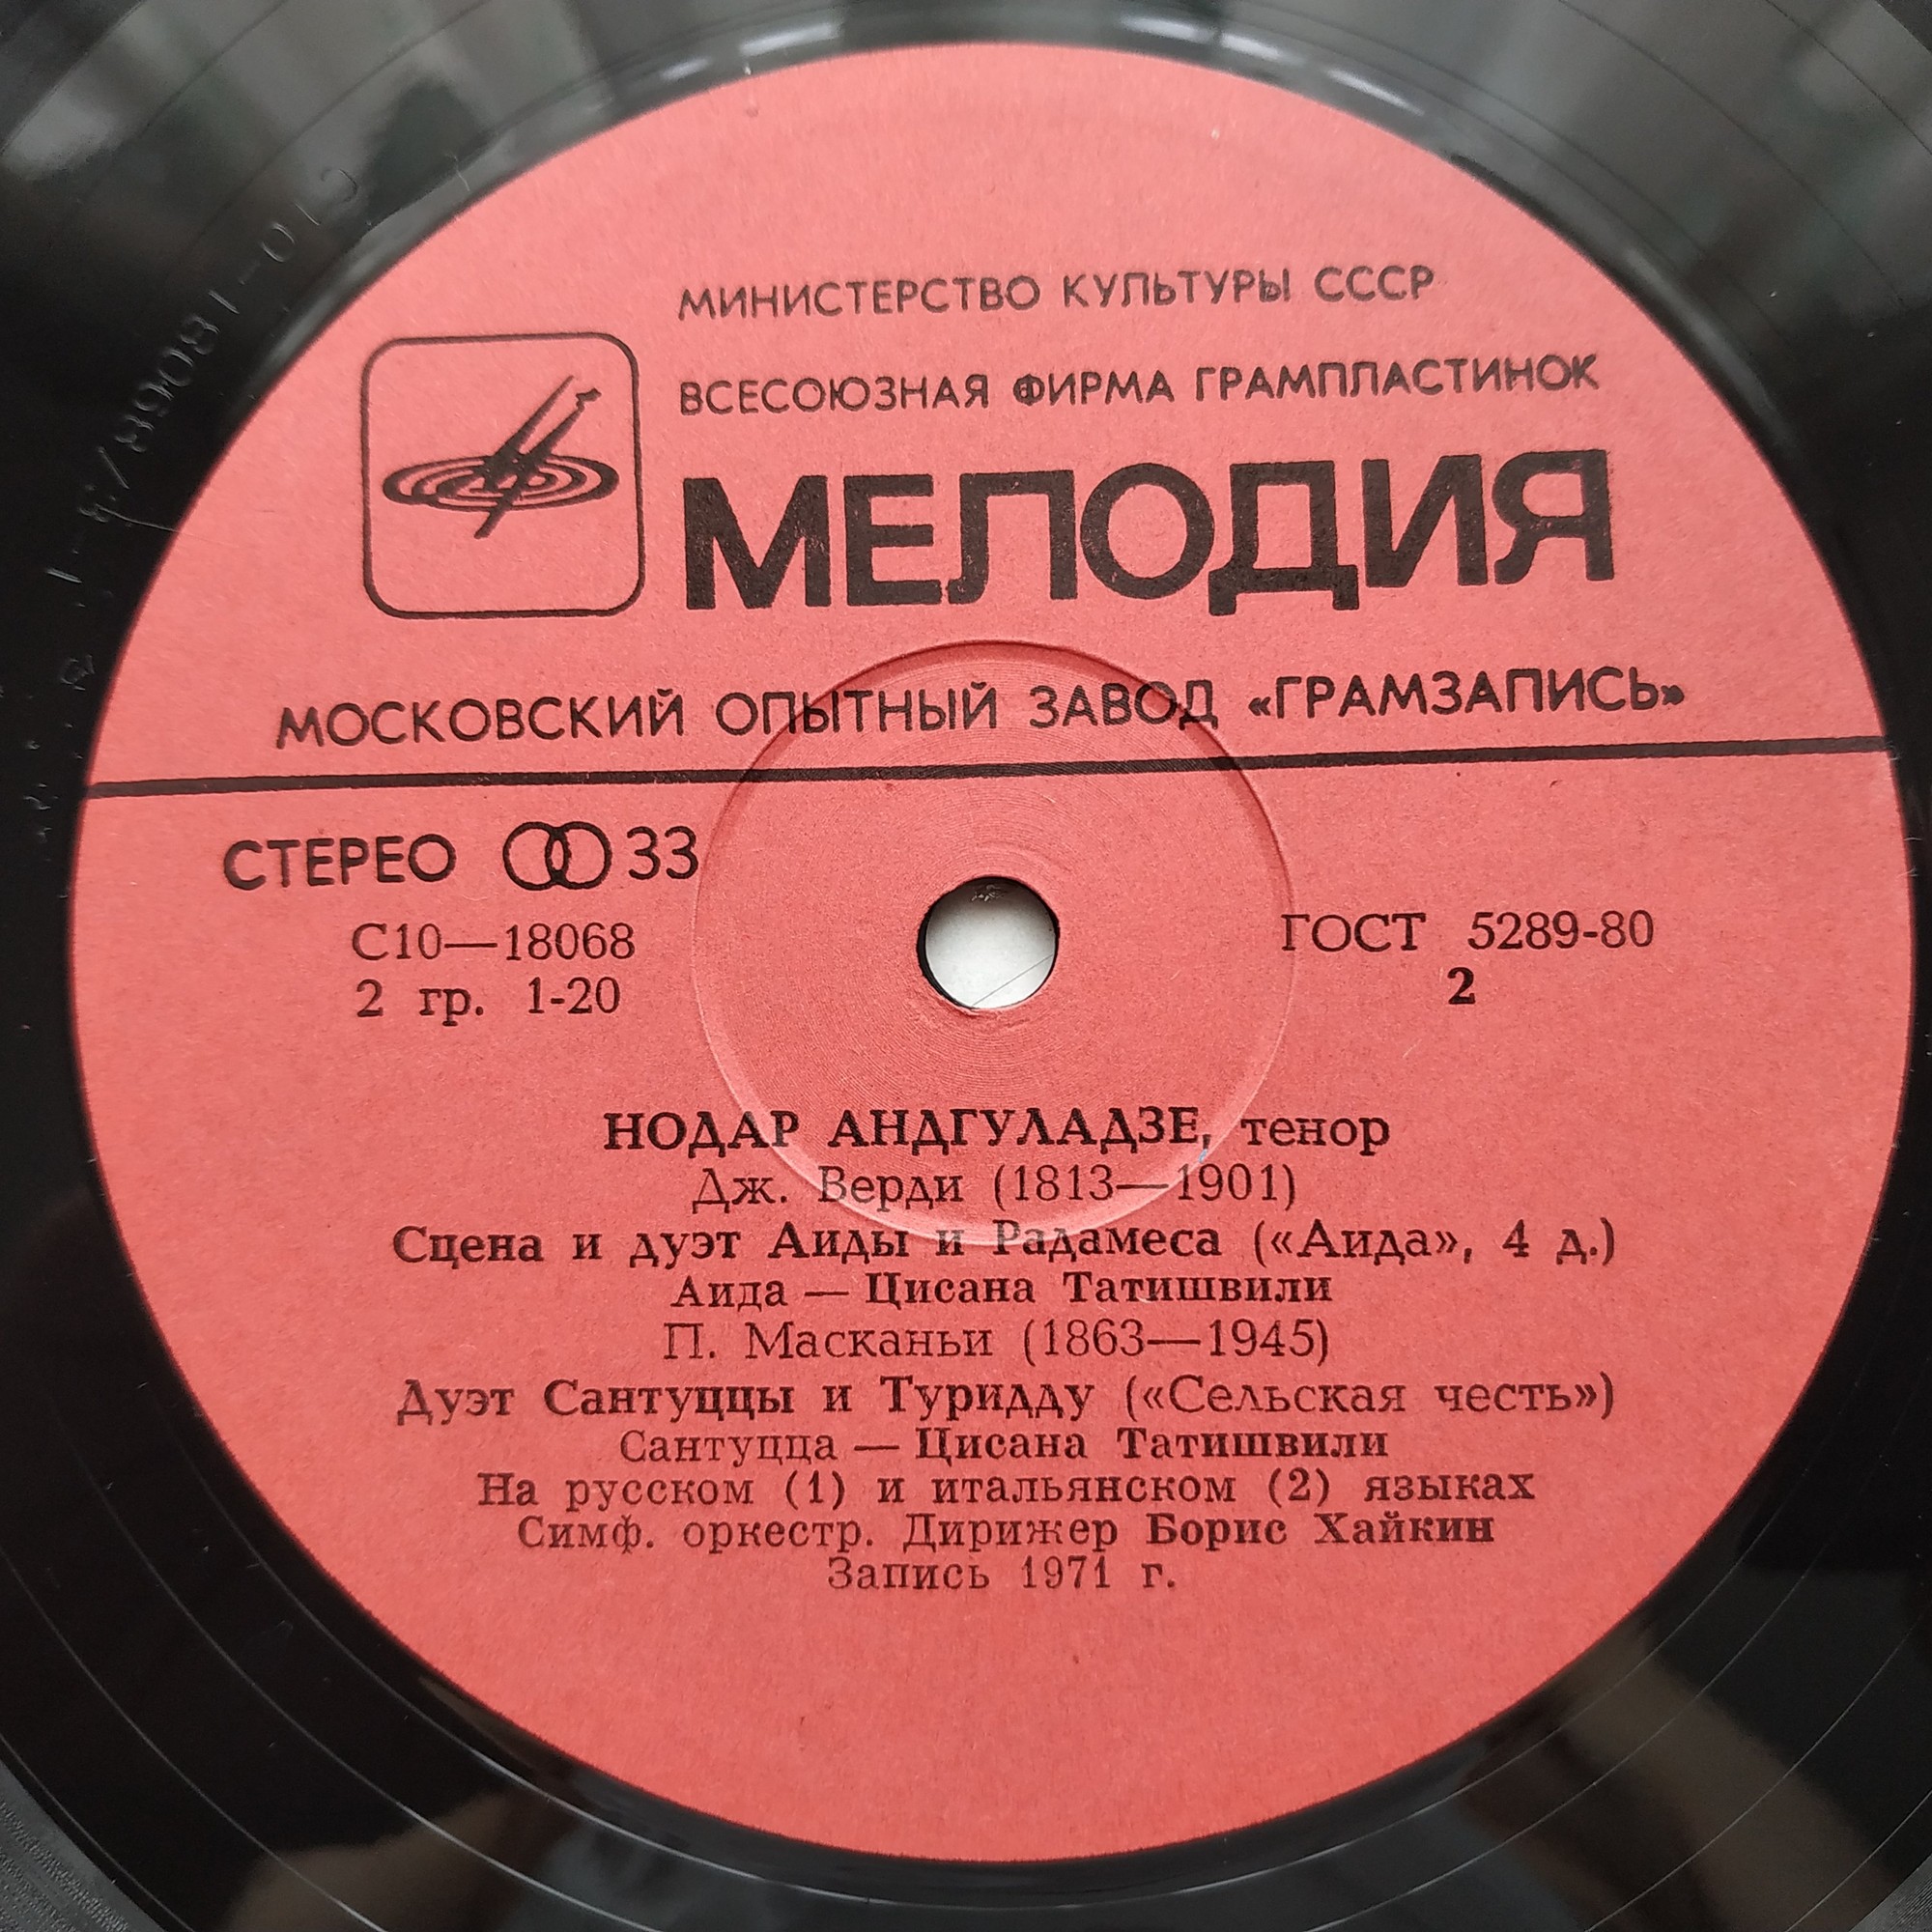 МИНИСТЕРСТВО КУЛЬТУРЫ СССР
ВСЕСОЮЗНАЯ ФИРМА ГРАМПЛАСТИНОК
МЕЛОДИЯ
МОСКОВСКИЙ ОПЫТНЫЙ ЗАВОД «ГРАМЗАПИСЬ»
СТЕРЕО 33
С10—18068
2 гр. 1-20
ГОСТ 5289-80
2
НОДАР АНДГУЛАДЗЕ, тенор
Дж. Верди (1813—1901)
Сцена и дуэт Аиды и Радамеса («Аида», 4 д.)
Аида — Цисана Татишвили
П. Масканьи (1863—1945)
Дуэт Сантуццы и Туридду («Сельская честь»)
Сантуцца — Цисана Татишвили
На русском (1) и итальянском (2) языках
Симф. оркестр. Дирижер Борис Хайкин
Запись 1971 г.